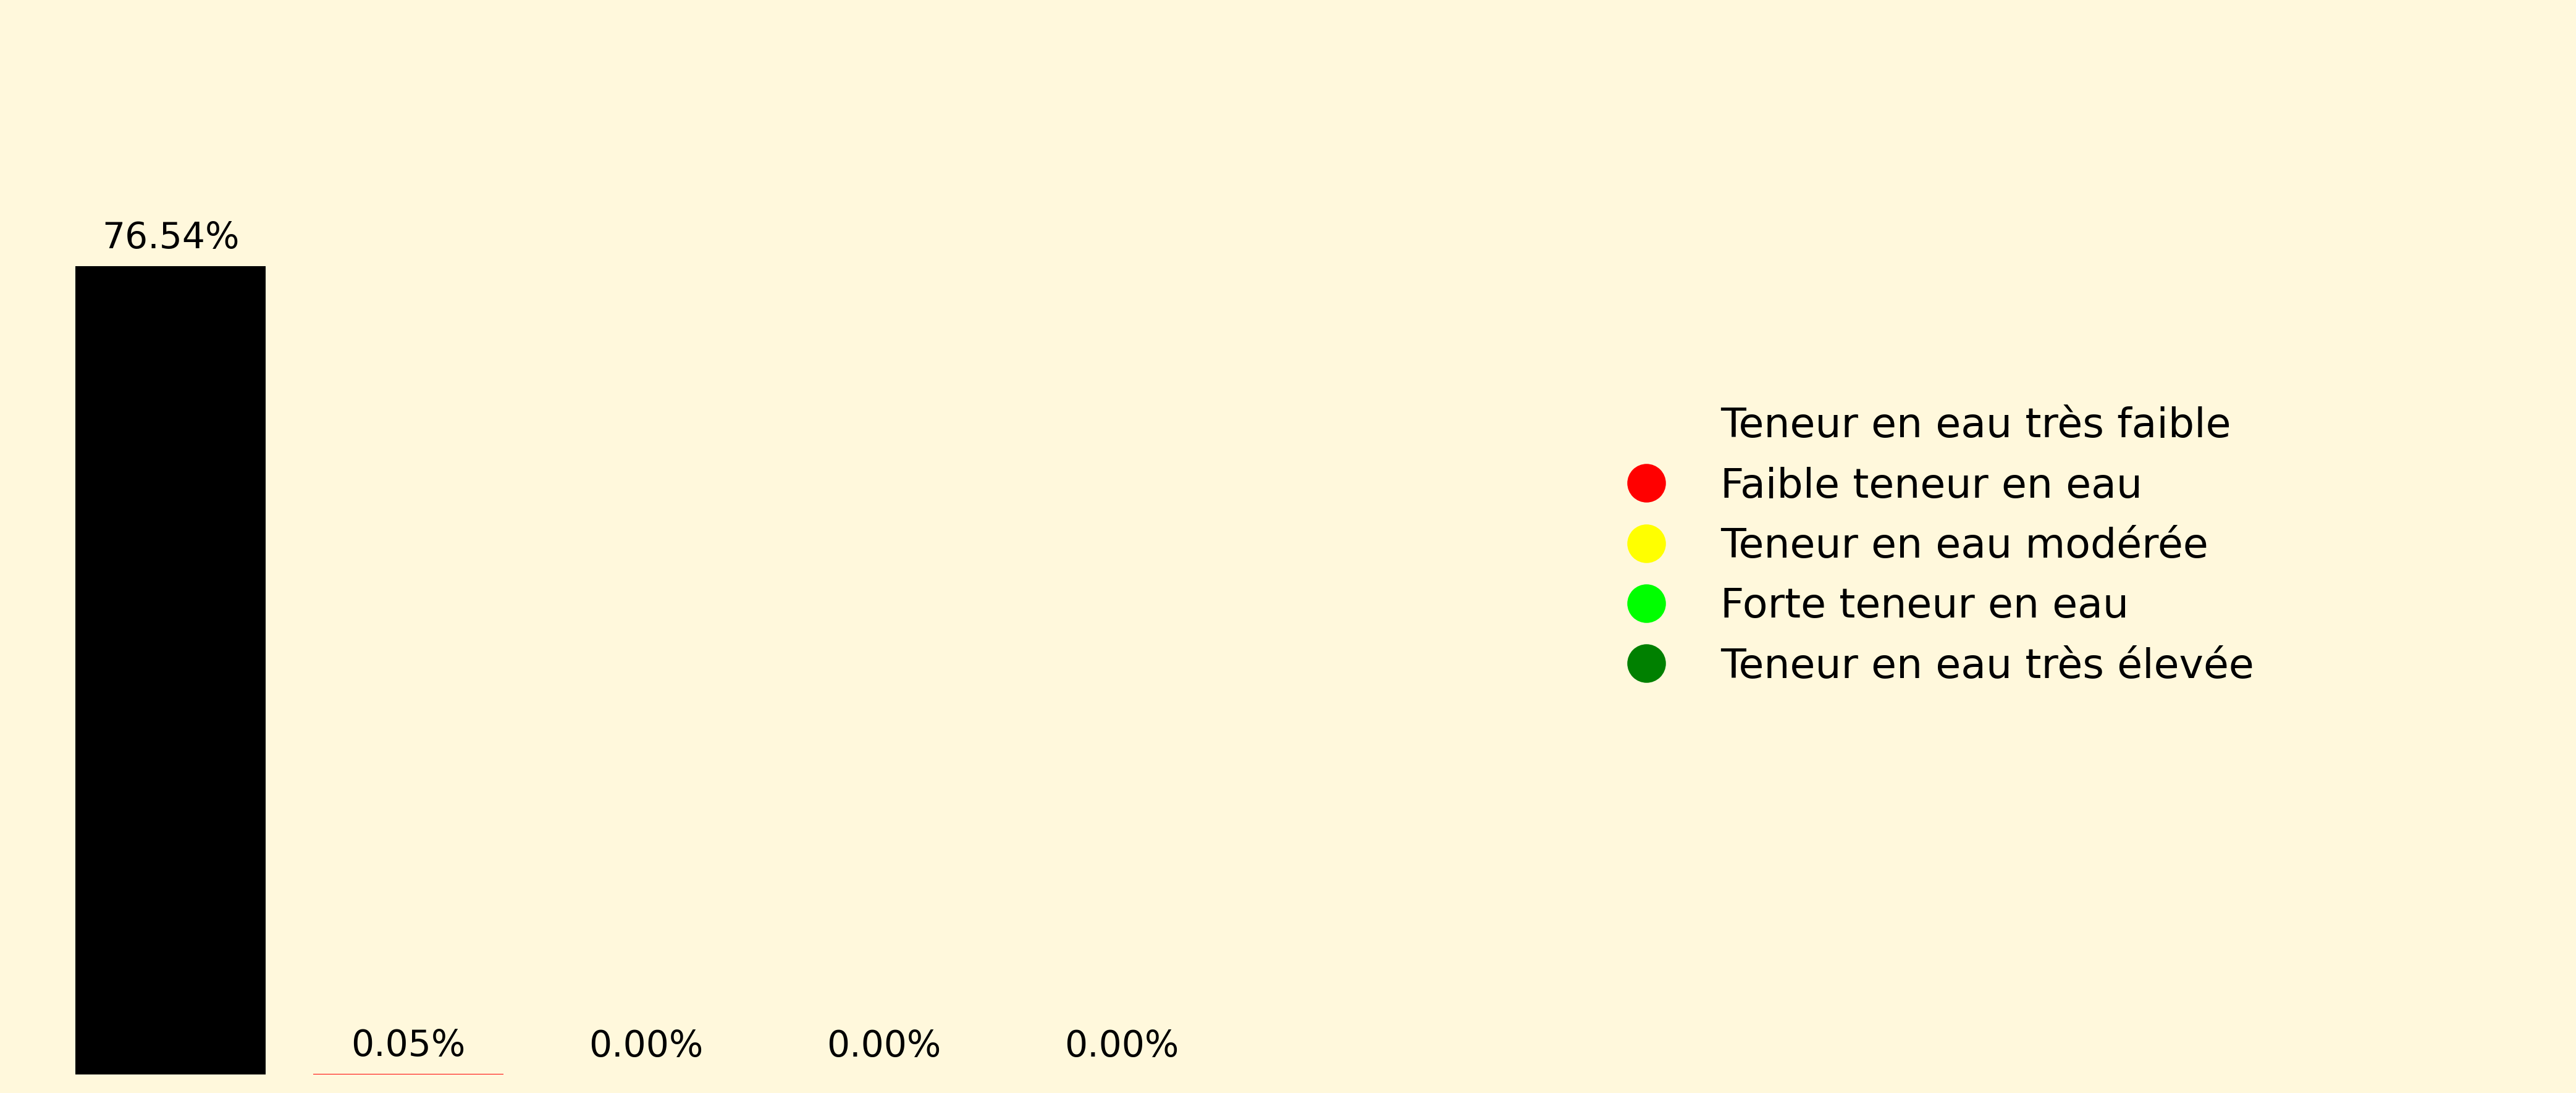 76.54%
0.05%
0.00%
0.00%
0.00%
Teneur en eau très faible
Faible teneur en eau
Teneur en eau modérée
Forte teneur en eau
Teneur en eau très élevée